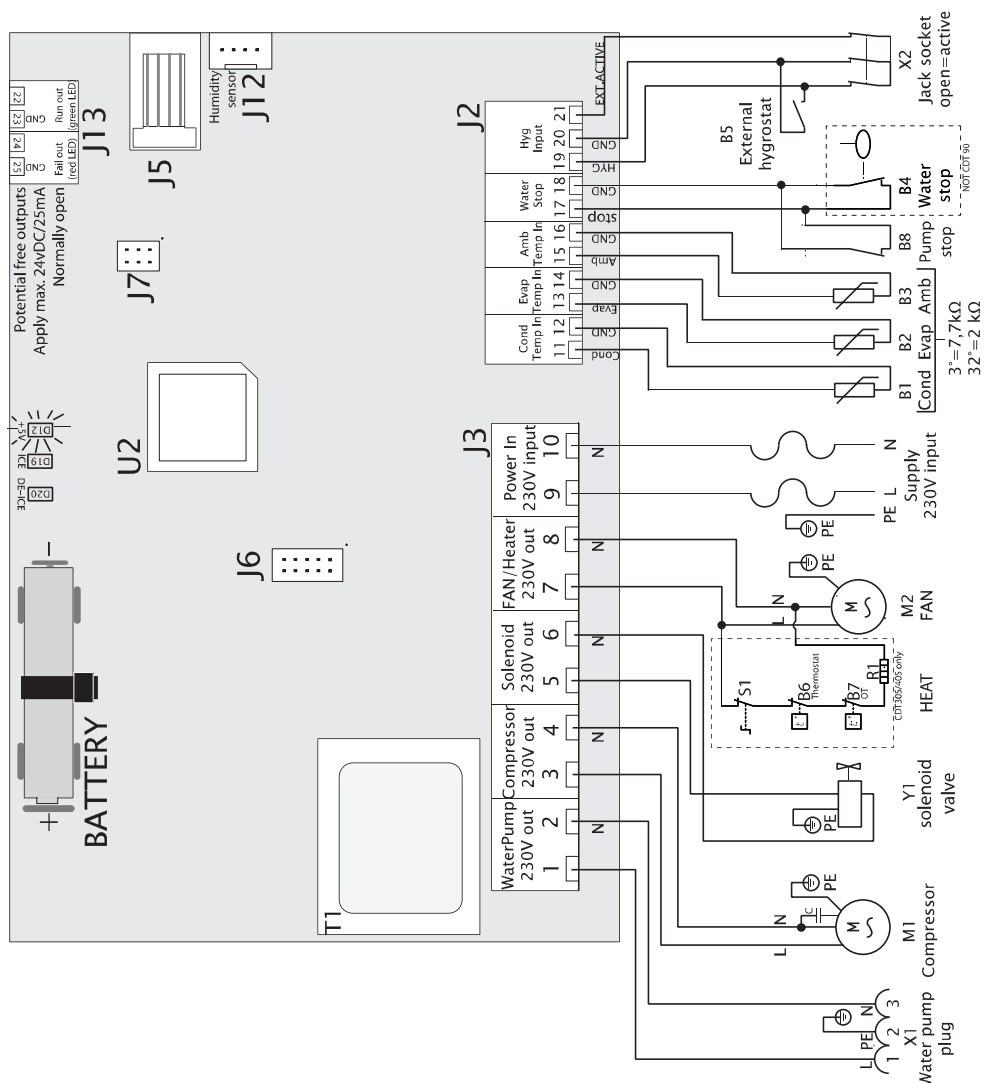 Potential free outputs
Apply max. 24vDC/25mA
Normally open
J13
22
23
GND
Run out
(green LED)
24
25
GND
Fail out
(red LED)
J5
Humidity
sensor
J12
J7
+5V
D12
ICE
D19
DE-ICE
D20
U2
J6
BATTERY
+
−
T1
J2
EXT.ACTIVE
Hyg
Input
21
20
19
GND
HYG
Water
Stop
18
17
GND
stop
Amb
Temp In
16
15
GND
Amb
Evap
Temp In
14
13
GND
Evap
Cond
Temp In
12
11
GND
Cond
J3
Power In
230V input
10
9
N
FAN/Heater
230V out
8
7
N
Solenoid
230V out
6
5
N
Compressor
230V out
4
3
N
WaterPump
230V out
2
1
N
X2
Jack socket
open=active
B5
External
hygrostat
B4
Water
stop
NOT CDT 90
B8
Pump
stop
B3
Amb
B2
Evap
B1
Cond
3°=7,7kΩ
32°=2 kΩ
N
L
PE
Supply
230V input
PE
PE
N
L
M
M2
FAN
S1
B6
Thermostat
t°
B7
OT
t°
R1
CDT30S/40S only
HEAT
PE
Y1
solenoid
valve
PE
N
L
C
M
M1
Compressor
N
PE
L
3
2
1
X1
Water pump
plug